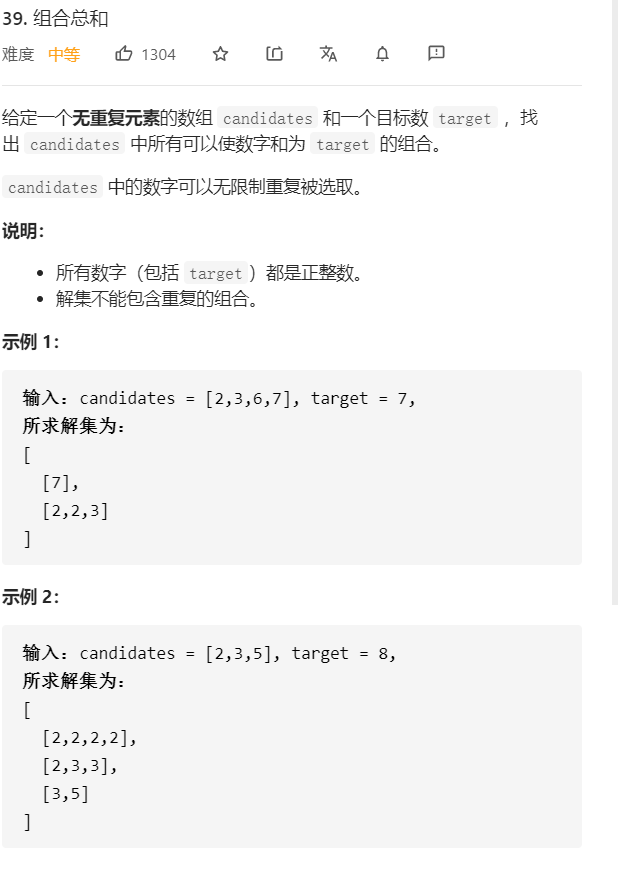 39. 组合总和
难度 中等 1304
给定一个无重复元素的数组 candidates 和一个目标数 target ，找
出 candidates 中所有可以使数字和为 target 的组合。
candidates 中的数字可以无限制重复被选取。
说明：
• 所有数字（包括 target）都是正整数。
• 解集不能包含重复的组合。
示例 1：
输入：candidates = [2,3,6,7], target = 7,
所求解集为：
[
[7],
[2,2,3]
]
示例 2：
输入：candidates = [2,3,5], target = 8,
所求解集为：
[
[2,2,2,2],
[2,3,3],
[3,5]
]